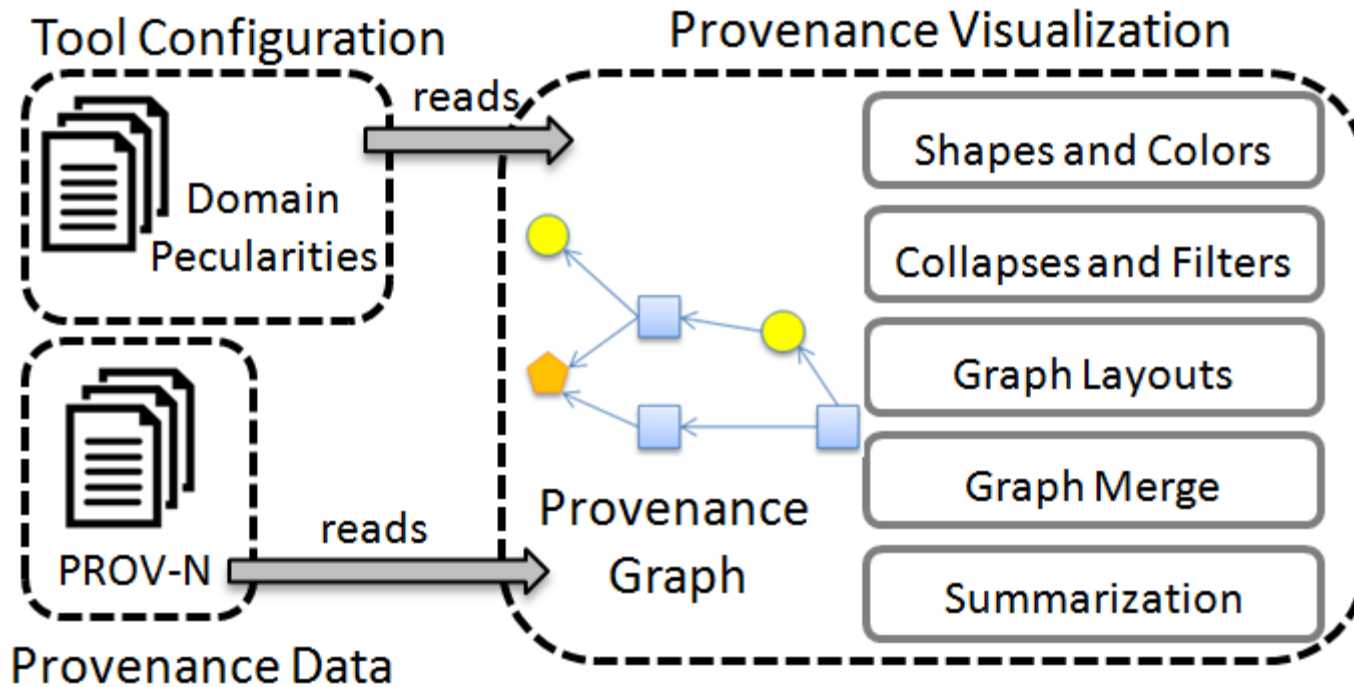 Tool Configuration
reads
Domain
Pecularities
PROV-N
reads
Provenance Data
Provenance Visualization
Provenance
Graph
Shapes and Colors
Collapses and Filters
Graph Layouts
Graph Merge
Summarization